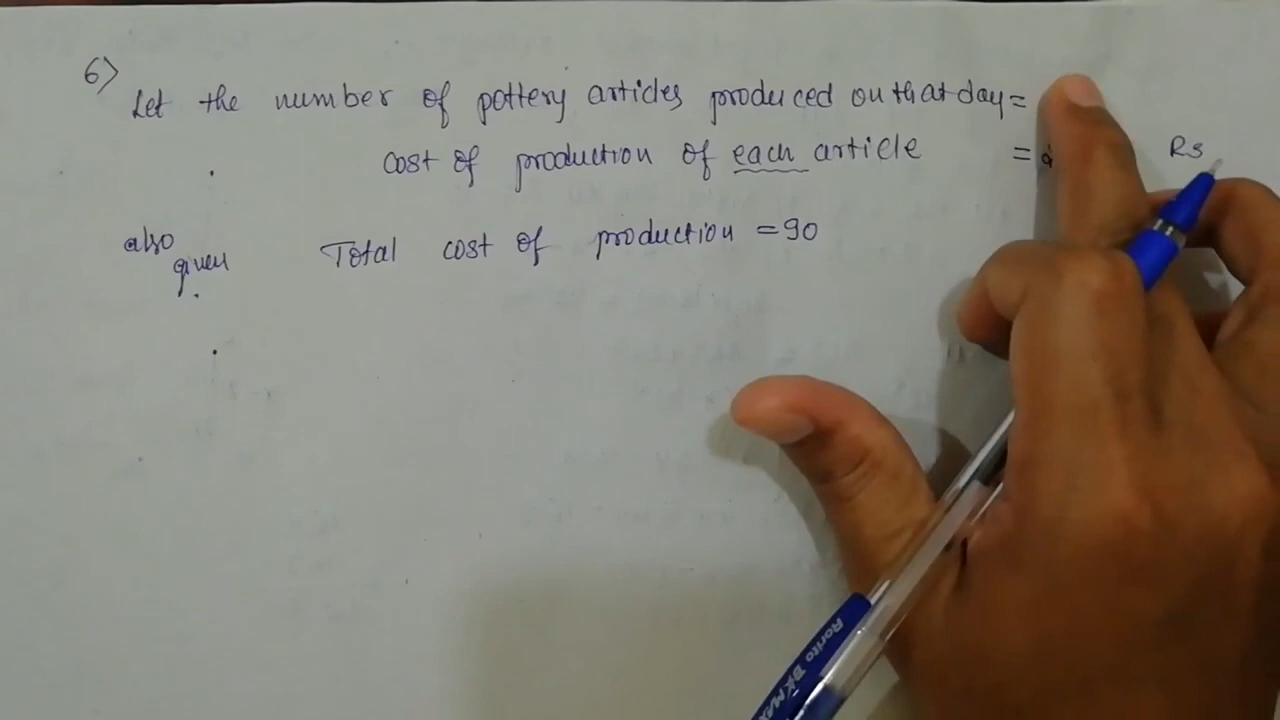 6)
Let the number of pottery articles produced on that day =
cost of production of each article = RS
also given Total cost of production = 90
Rorito